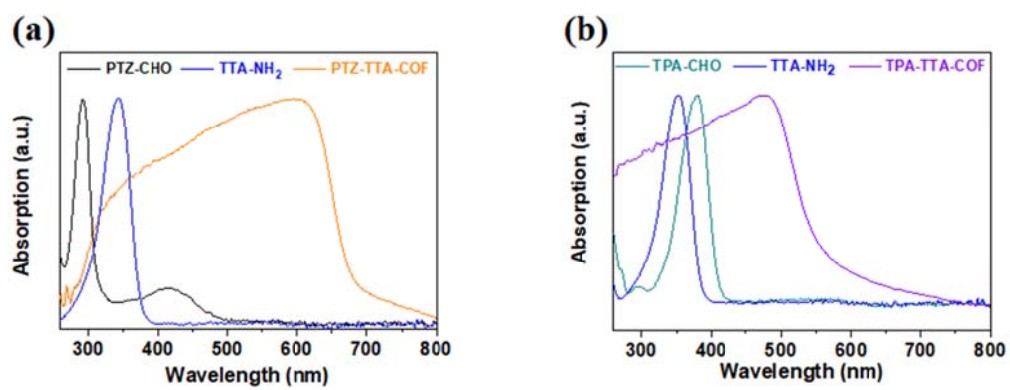 (a)
PTZ-CHO TTA-NH₂ PTZ-TTA-COF
Absorption (a.u.)
300 400 500 600 700 800
Wavelength (nm)
(b)
TPA-CHO TTA-NH₂ TPA-TTA-COF
Absorption (a.u.)
300 400 500 600 700 800
Wavelength (nm)